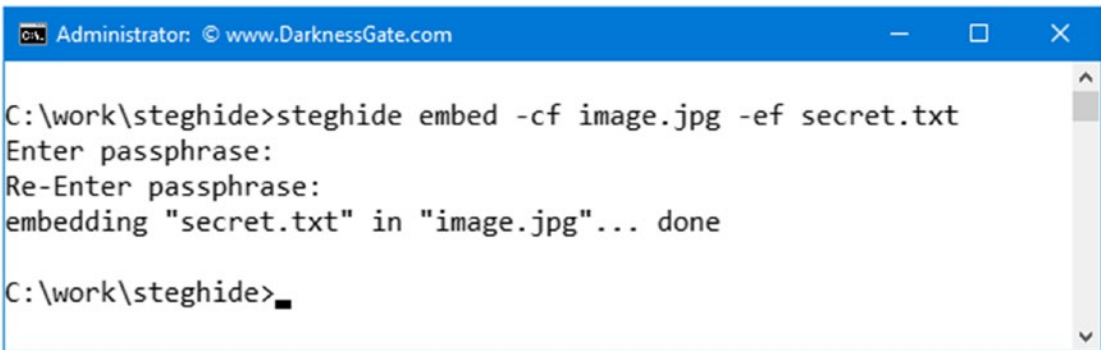 Administrator: © www.DarknessGate.com
C:\work\steghide>steghide embed -cf image.jpg -ef secret.txt
Enter passphrase:
Re-Enter passphrase:
embedding "secret.txt" in "image.jpg"... done
C:\work\steghide>